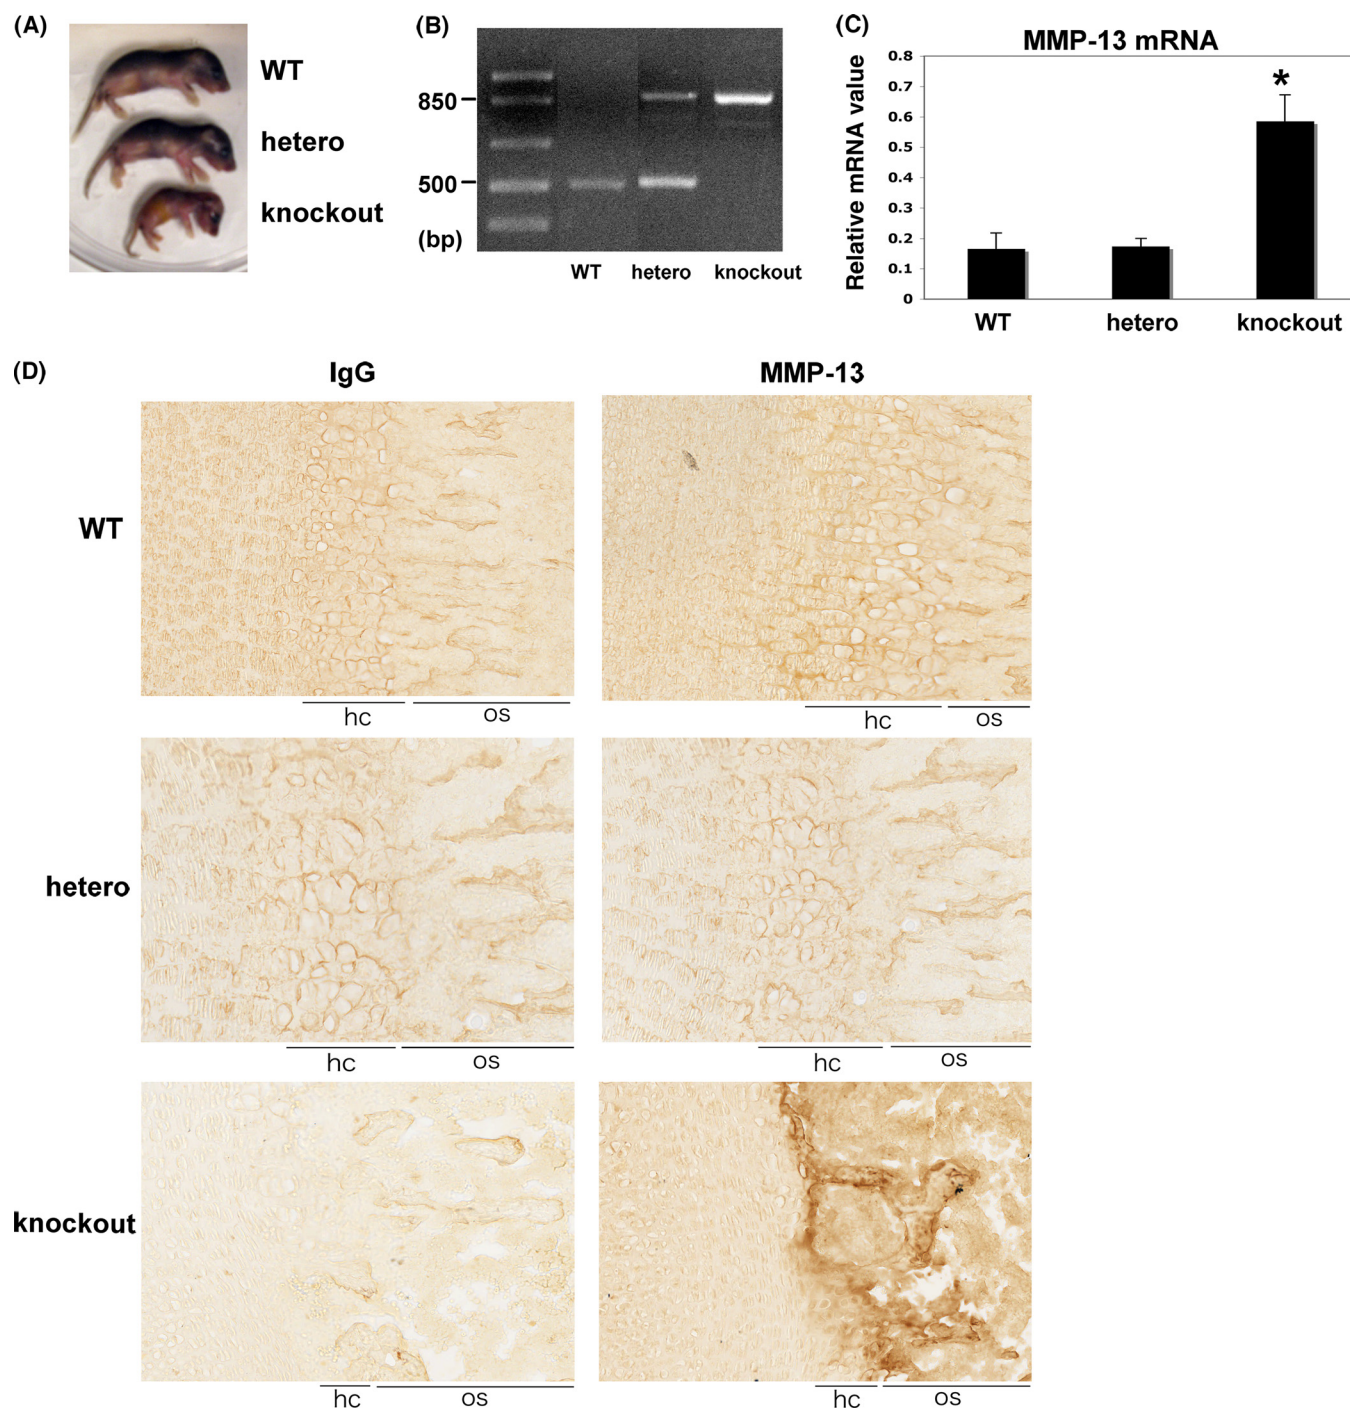 (A)
WT
hetero
knockout
(B)
850
500
(bp)
WT hetero knockout
(C)
MMP-13 mRNA
Relative mRNA value
0.8
0.7
0.6
0.5
0.4
0.3
0.2
0.1
0
*
WT hetero knockout
(D)
IgG MMP-13
WT
hc os hc os
hetero
hc os hc os
knockout
hc os hc os